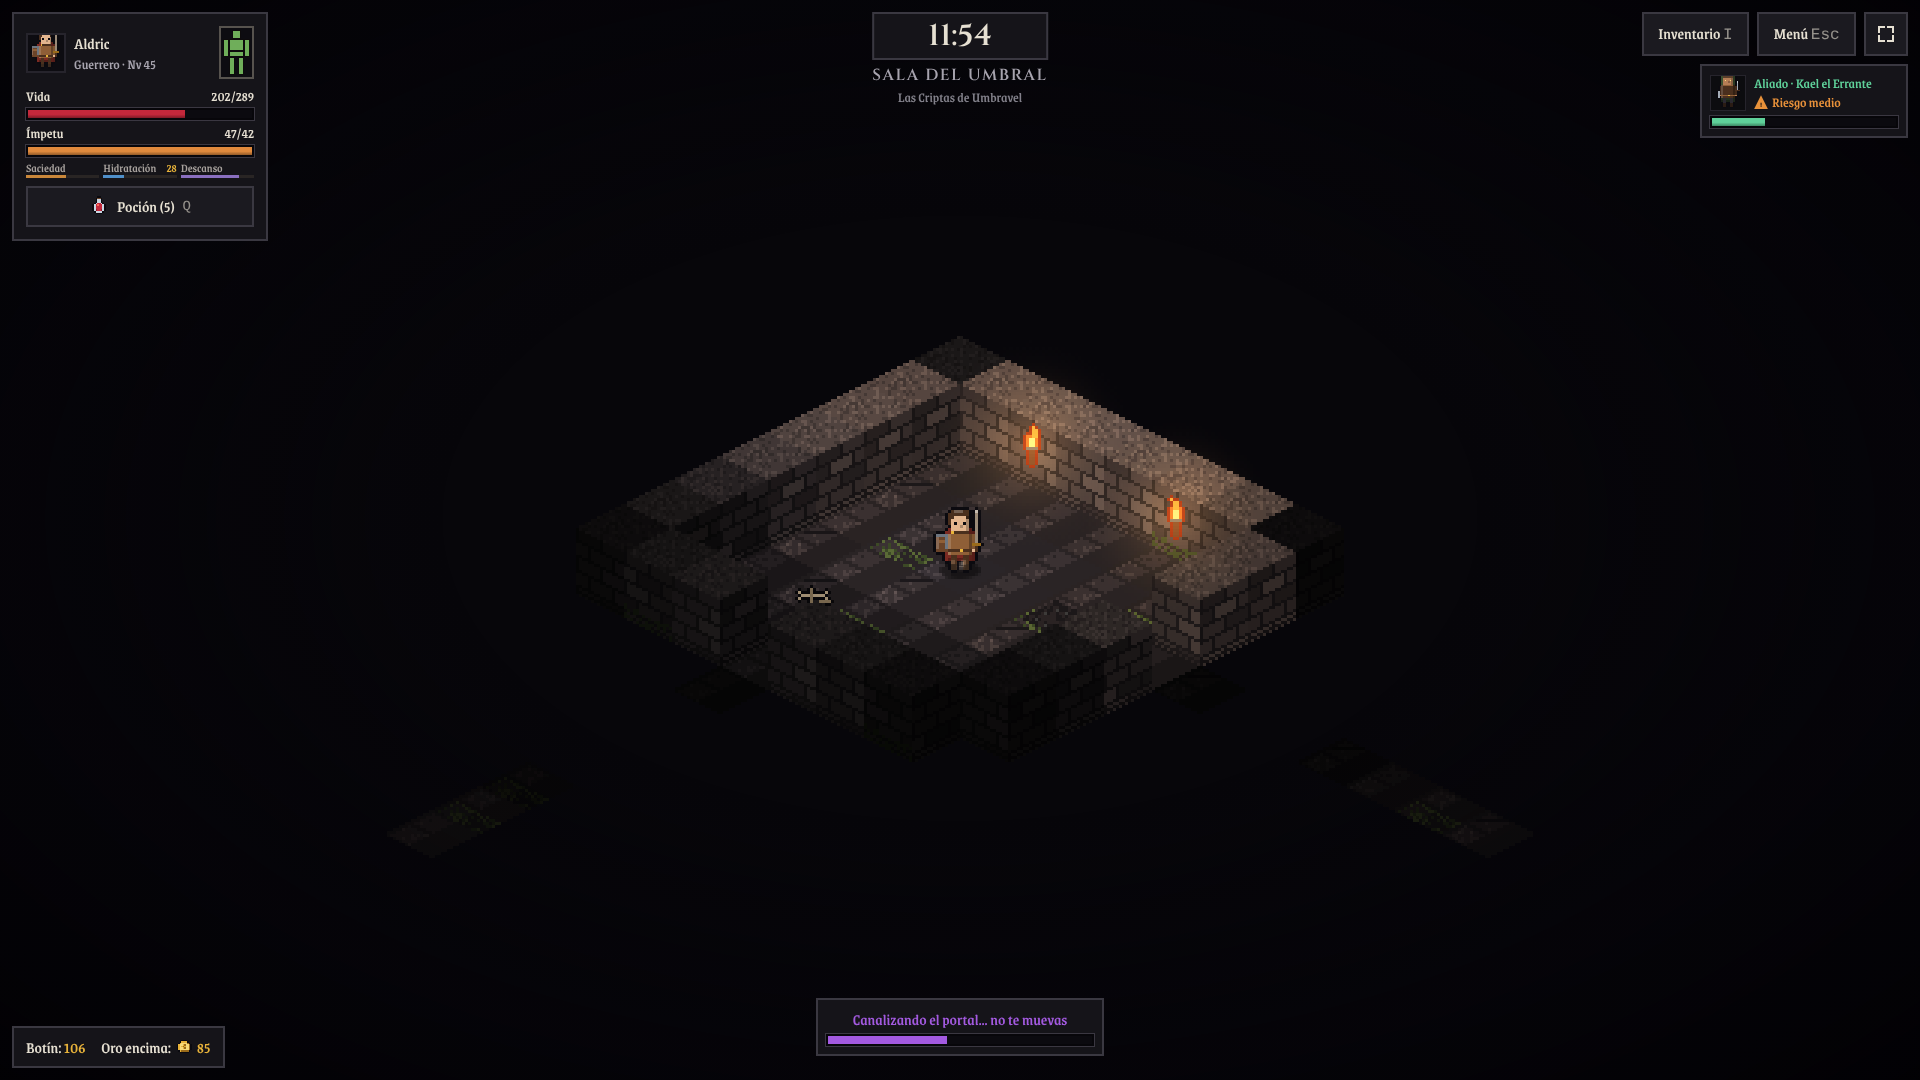 Aldric
Guerrero · Nv 45
Vida 202/289
Ímpetu 47/42
Saciedad Hidratación 28 Descanso
Poción (5) Q
11:54
SALA DEL UMBRAL
Las Criptas de Umbravel
Inventario I
Menú Esc
Aliado · Kael el Errante
Riesgo medio
Canalizando el portal... no te muevas
Botín: 106 Oro encima: 85